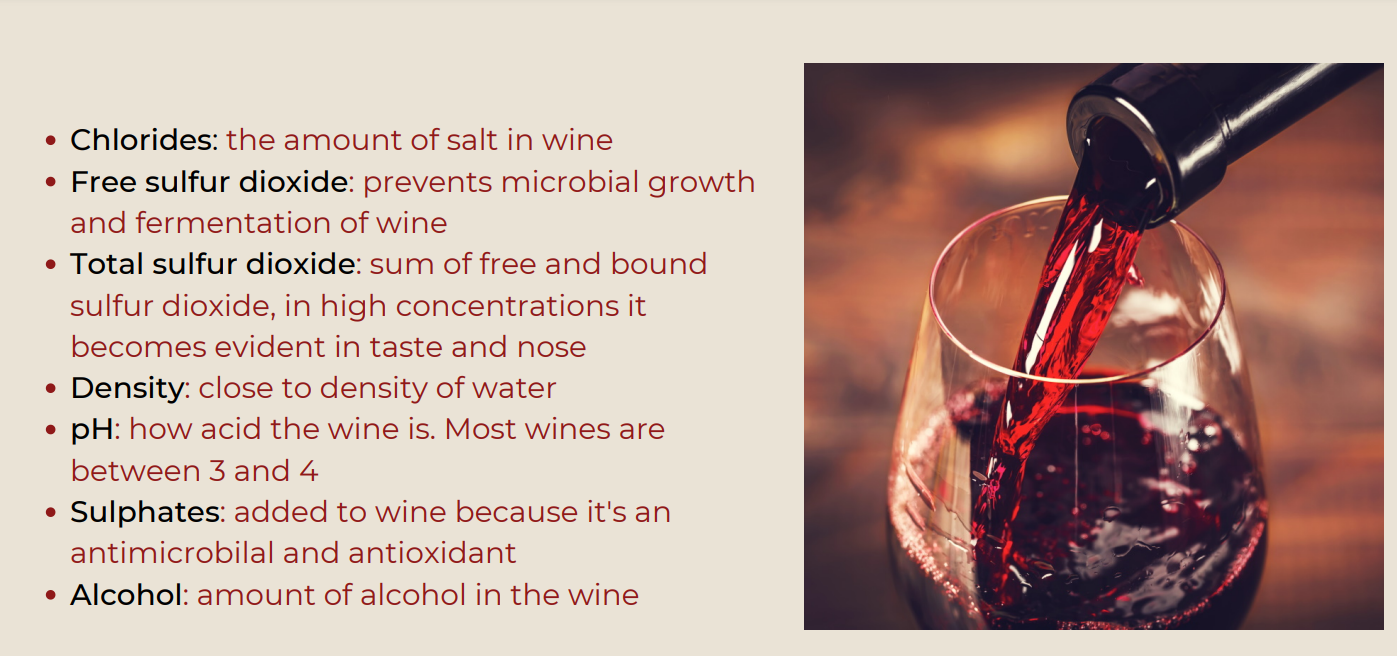 • Chlorides: the amount of salt in wine
• Free sulfur dioxide: prevents microbial growth
and fermentation of wine
• Total sulfur dioxide: sum of free and bound
sulfur dioxide, in high concentrations it
becomes evident in taste and nose
• Density: close to density of water
• pH: how acid the wine is. Most wines are
between 3 and 4
• Sulphates: added to wine because it's an
antimicrobilal and antioxidant
• Alcohol: amount of alcohol in the wine